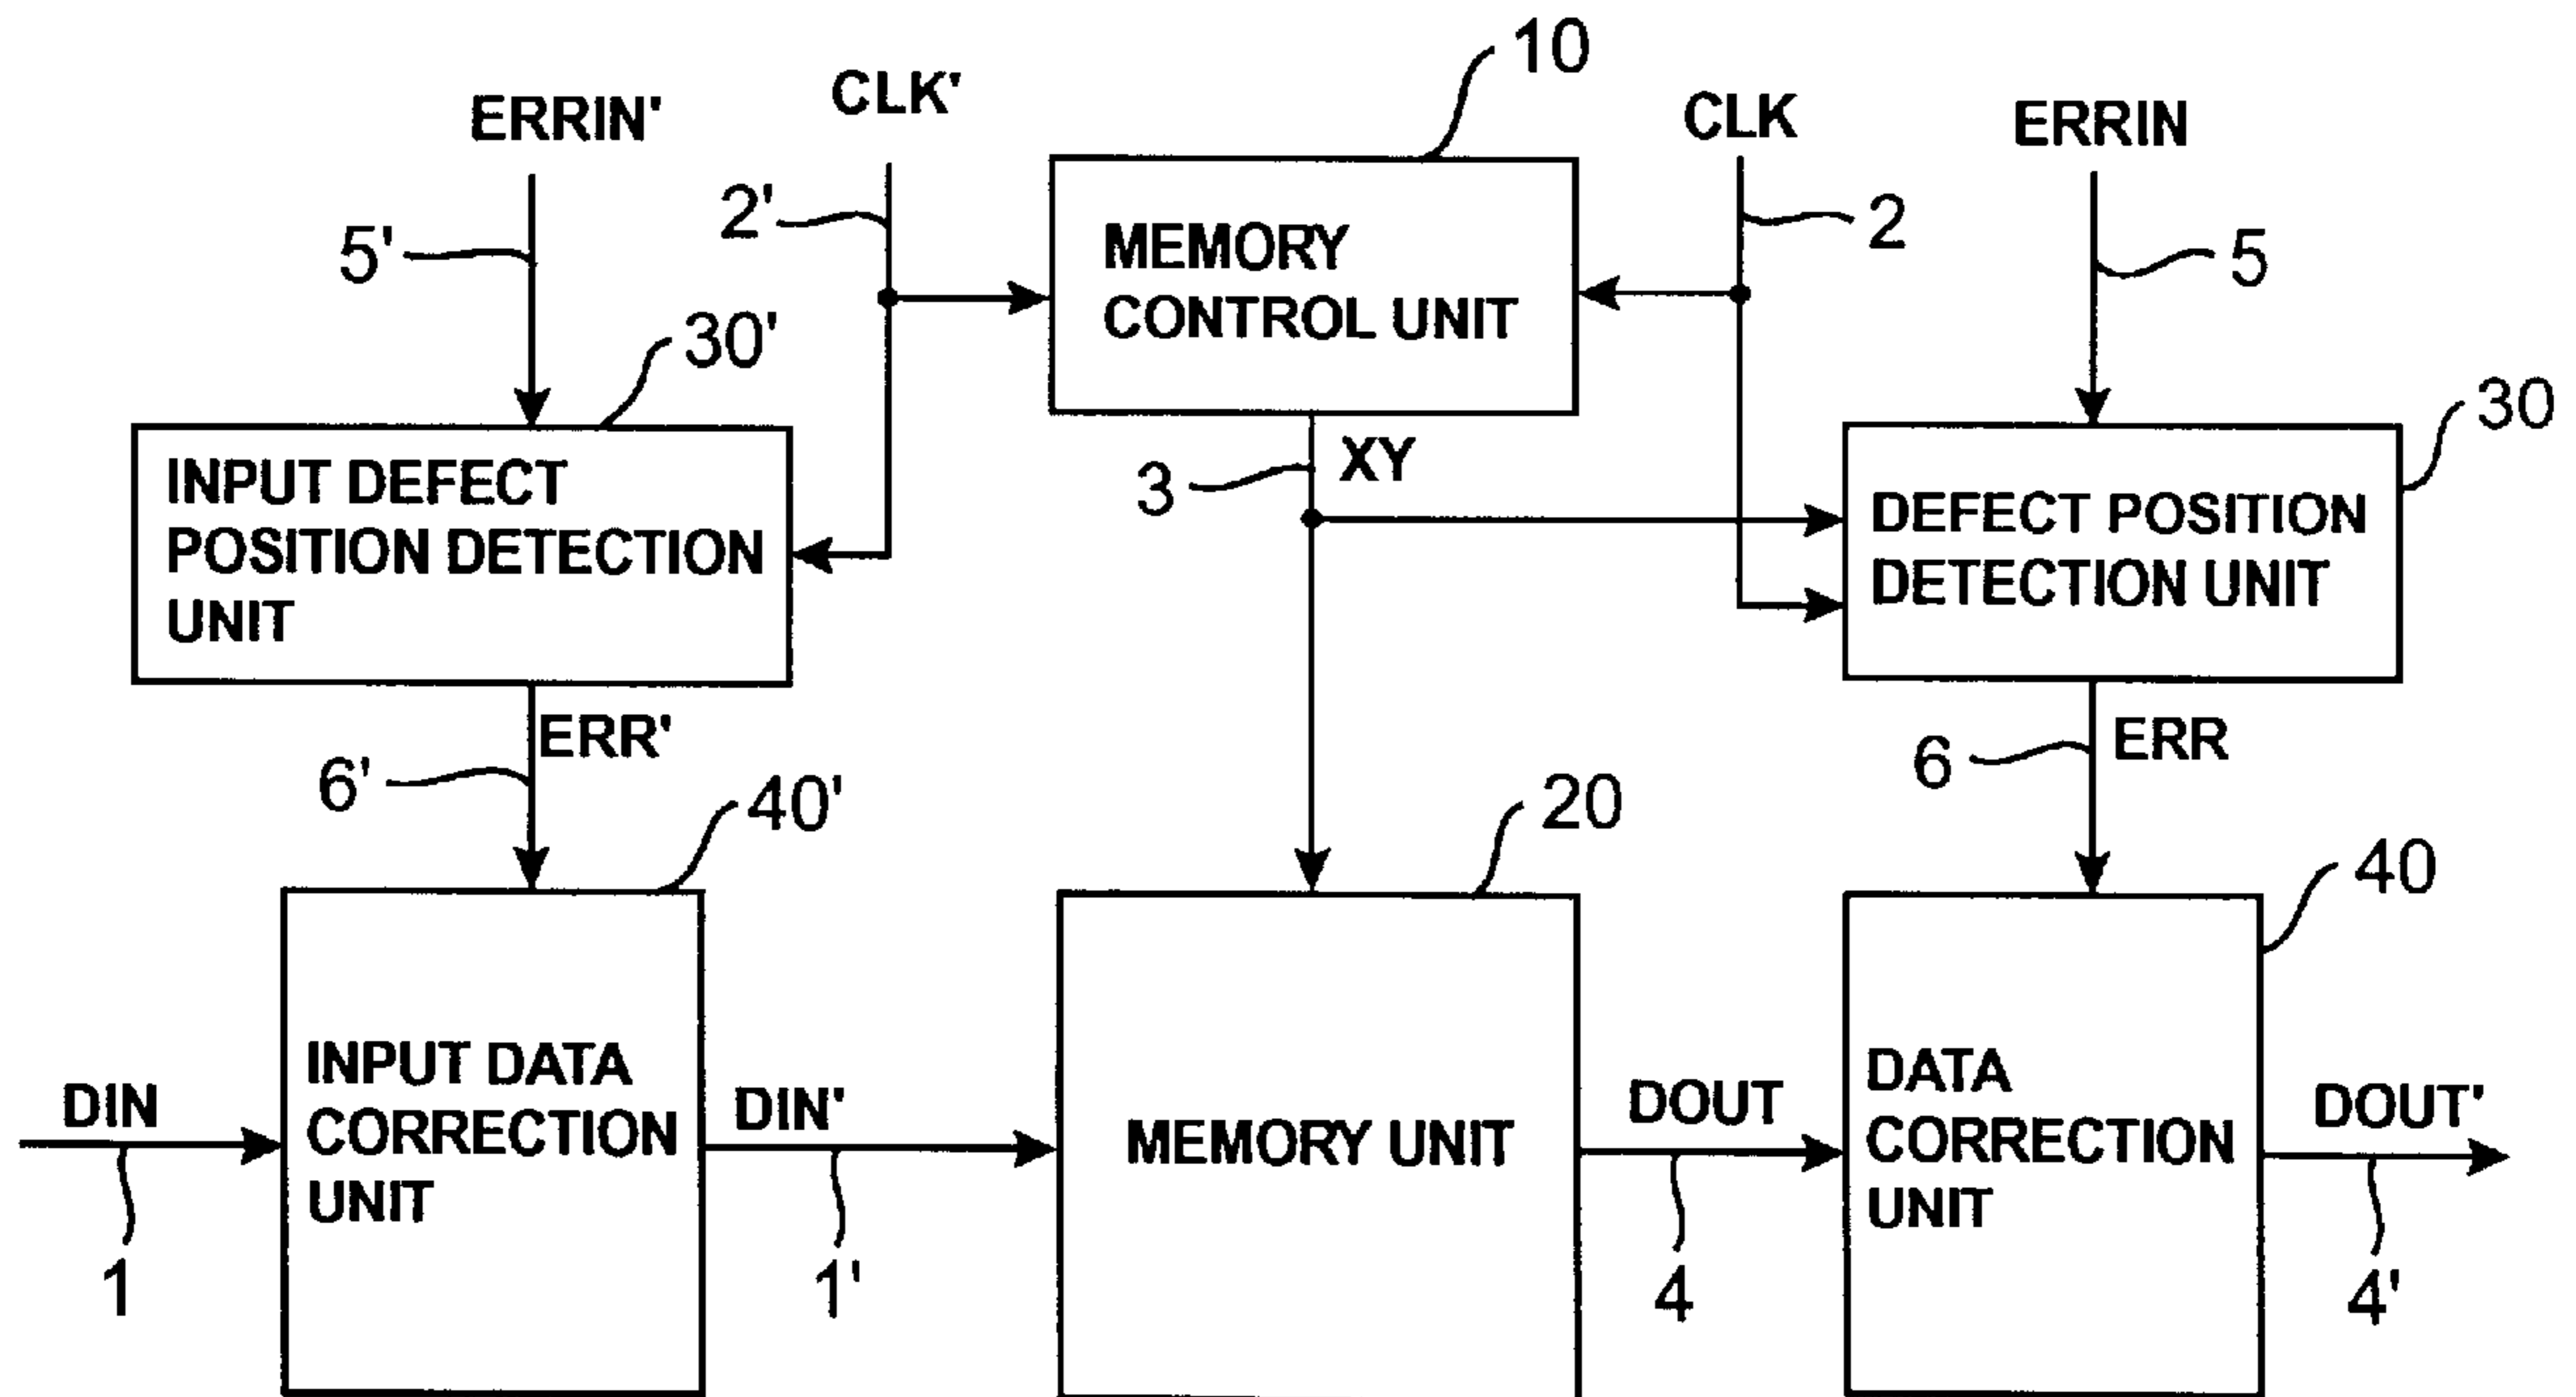 10
ERRIN'
CLK'
CLK
ERRIN
5'
2'
MEMORY
CONTROL UNIT
2
5
30'
30
INPUT DEFECT
POSITION DETECTION
UNIT
3
XY
DEFECT POSITION
DETECTION UNIT
ERR'
6'
ERR
6
40'
20
40
DIN
1
INPUT DATA
CORRECTION
UNIT
DIN'
1'
MEMORY UNIT
DOUT
4
DATA
CORRECTION
UNIT
DOUT'
4'